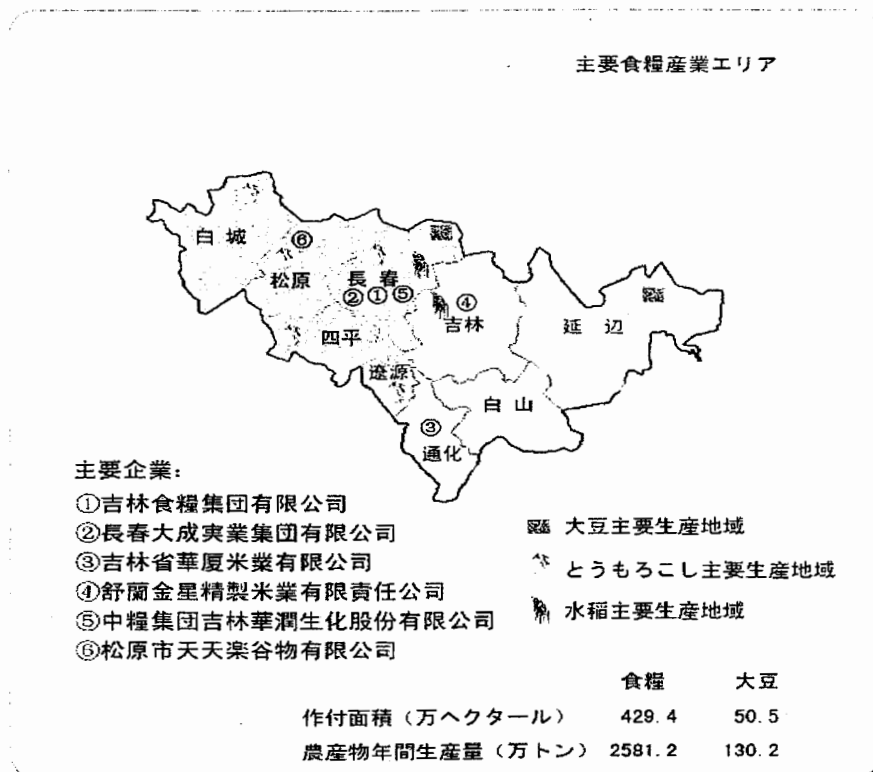 主要食糧産業エリア
白城
⑥
松原
長春
② ① ⑤
④
吉林
延辺
四平
遼源
白山
③
通化
主要企業:
①吉林食糧集団有限公司
②長春大成実業集団有限公司
③吉林省華厦米業有限公司
④舒蘭金星精製米業有限責任公司
⑤中糧集団吉林華潤生化股份有限公司
⑥松原市天天楽谷物有限公司
大豆主要生産地域
とうもろこし主要生産地域
水稲主要生産地域
食糧 大豆
作付面積(万ヘクタール) 429.4 50.5
農産物年間生産量(万トン) 2581.2 130.2